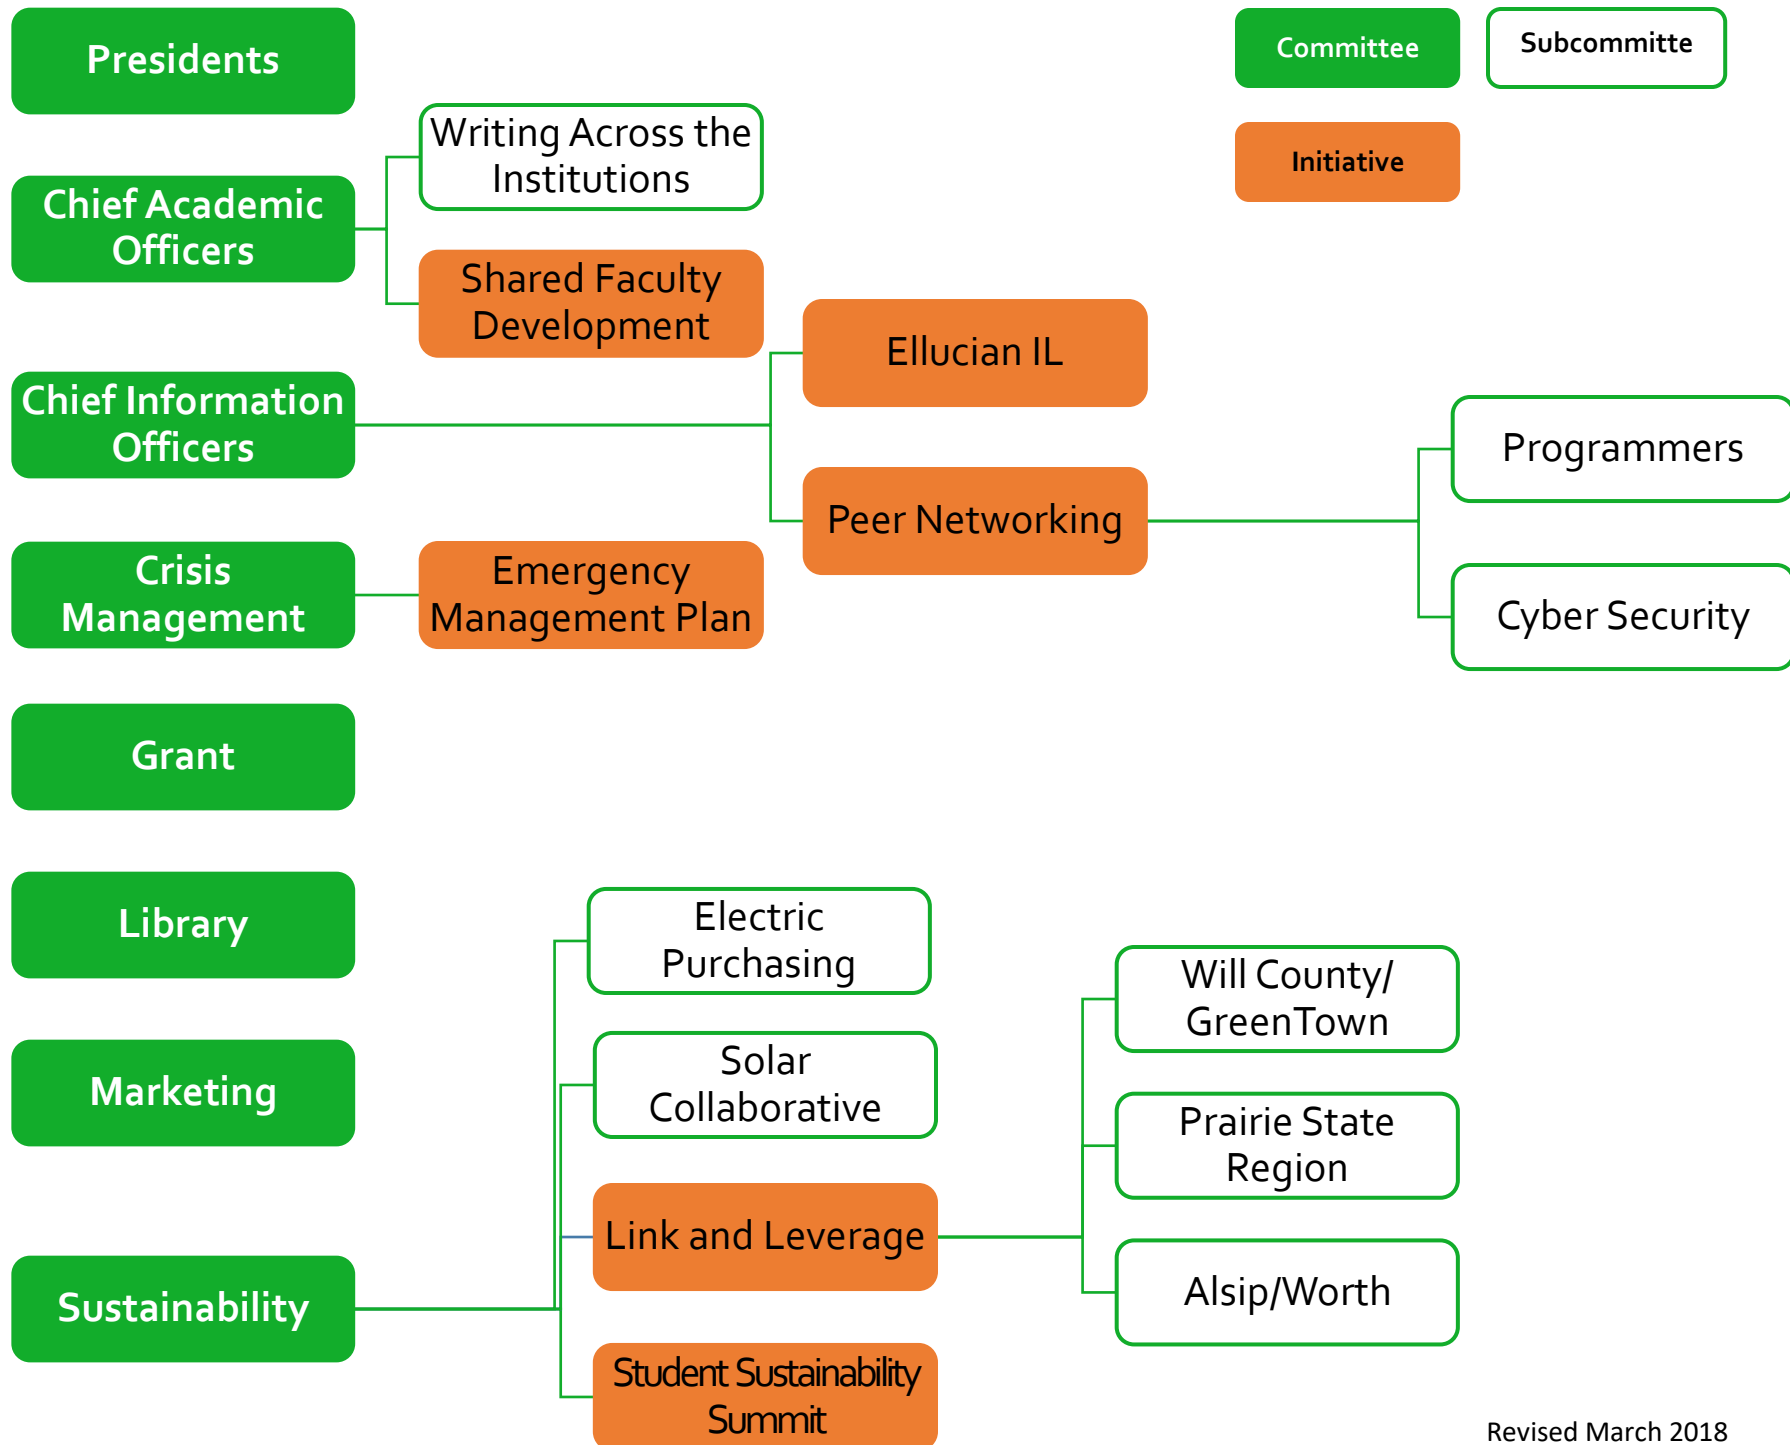 Presidents
Committee
Subcommitte
Initiative
Writing Across the
Institutions
Chief Academic
Officers
Shared Faculty
Development
Ellucian IL
Chief Information
Officers
Programmers
Peer Networking
Crisis
Management
Emergency
Management Plan
Cyber Security
Grant
Library
Electric
Purchasing
Will County/
GreenTown
Marketing
Solar
Collaborative
Prairie State
Region
Link and Leverage
Alsip/Worth
Sustainability
Student Sustainability
Summit
Revised March 2018